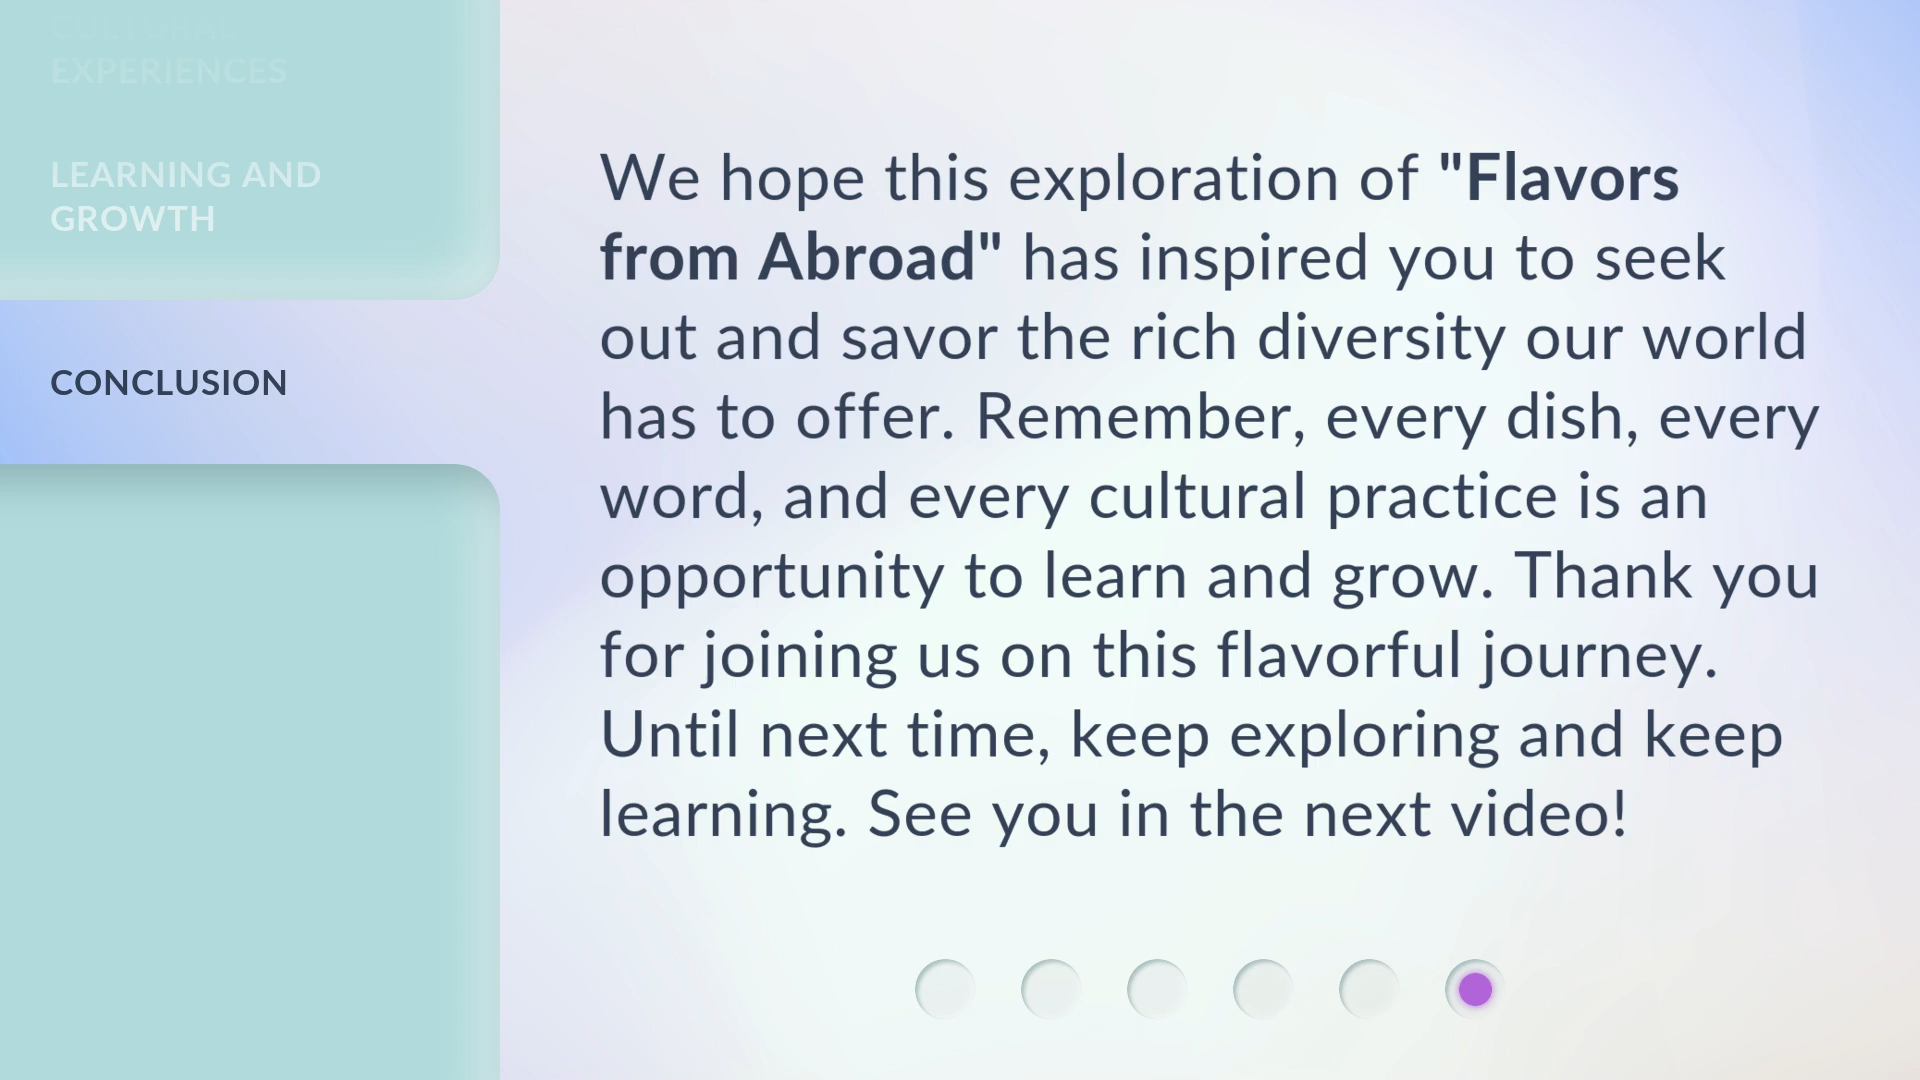 CULTURAL
EXPERIENCES
LEARNING AND
GROWTH
CONCLUSION
We hope this exploration of "Flavors
from Abroad" has inspired you to seek
out and savor the rich diversity our world
has to offer. Remember, every dish, every
word, and every cultural practice is an
opportunity to learn and grow. Thank you
for joining us on this flavorful journey.
Until next time, keep exploring and keep
learning. See you in the next video!